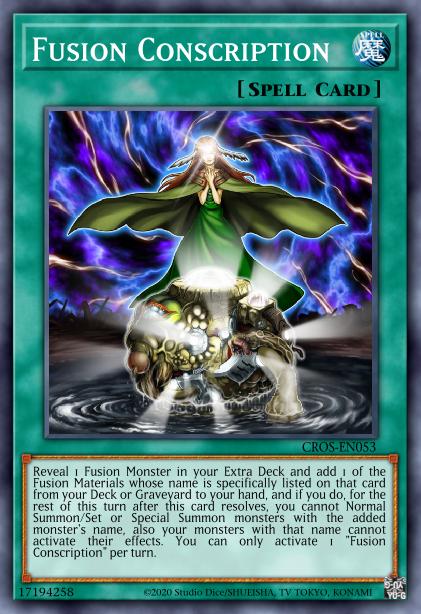 Fusion Conscription
SPELL
魔
[Spell Card]
CROS-EN053
Reveal 1 Fusion Monster in your Extra Deck and add 1 of the
Fusion Materials whose name is specifically listed on that card
from your Deck or Graveyard to your hand, and if you do, for the
rest of this turn after this card resolves, you cannot Normal
Summon/Set or Special Summon monsters with the added
monster's name, also your monsters with that name cannot
activate their effects. You can only activate 1 "Fusion
Conscription" per turn.
17194258
©2020 Studio Dice/SHUEISHA, TV TOKYO, KONAMI